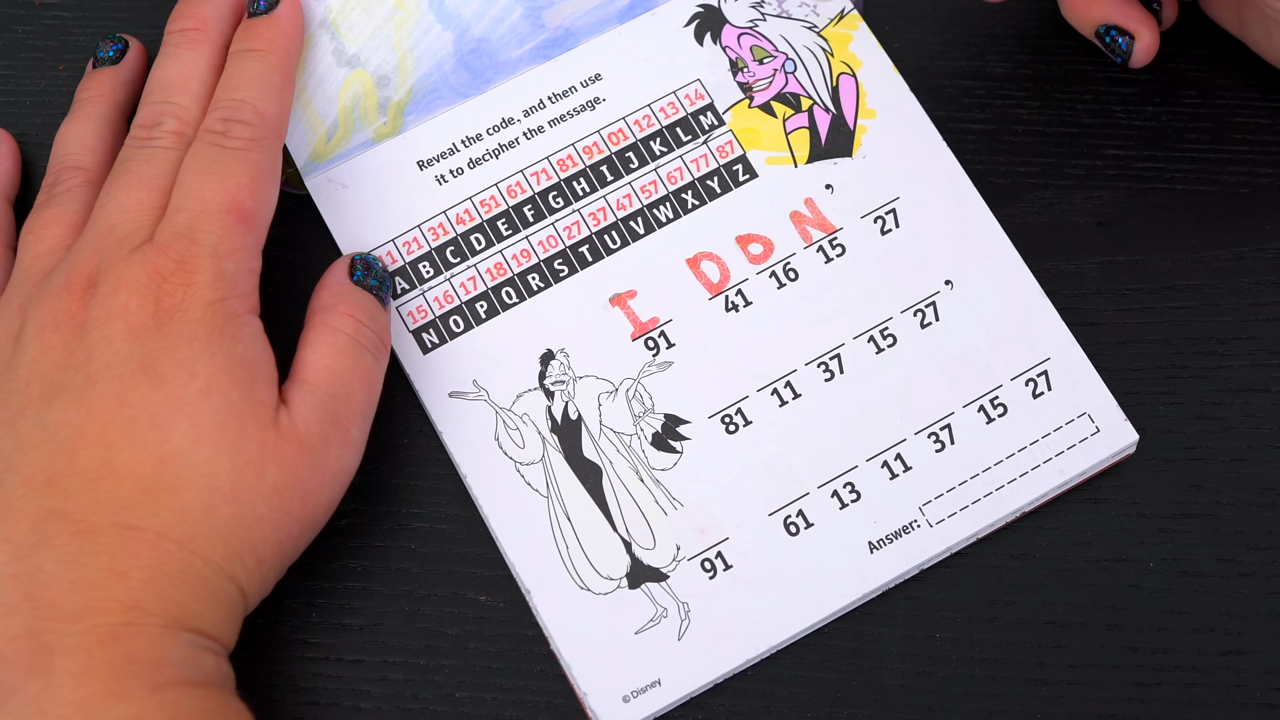 Reveal the code, and then use
it to decipher the message.
11 21 31 41 51 61 71 81 91 01 12 13 14
A B C D E F G H I J K L M
15 16 17 18 19 10 27 37 47 57 67 77 87
N O P Q R S T U V W X Y Z
I DON’
91 41 16 15 27
81 11 37 15 27’
91 61 13 11 37 15 27
Answer:
© Disney